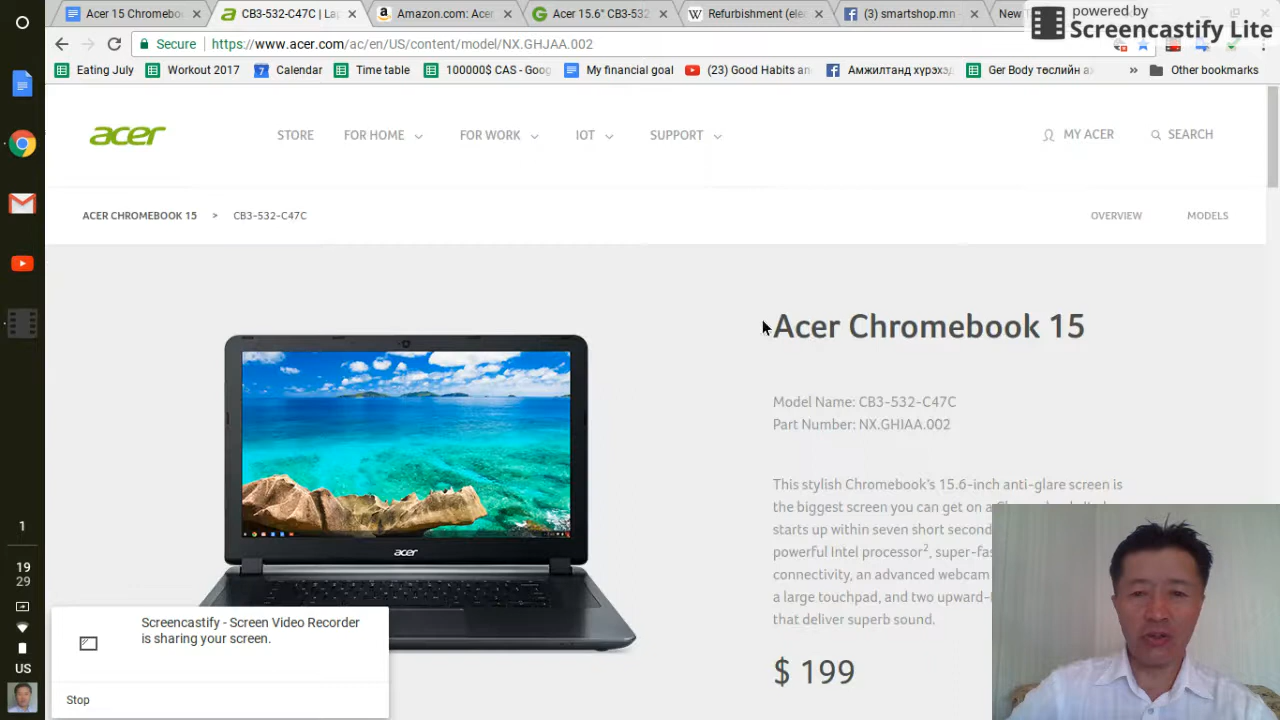 Acer 15 Chromebo
CB3-532-C47C | La
Amazon.com: Acer
Acer 15.6" CB3-532
Refurbishment (ele
(3) smartshop.mn
New
powered by
Screencastify Lite
Secure
https://www.acer.com/ac/en/US/content/model/NX.GHJAA.002
Eating July
Workout 2017
Calendar
Time table
100000$ CAS - Goog
My financial goal
(23) Good Habits an
Амжилтанд хүрэхэд
Ger Body төслийн а
»
Other bookmarks
acer
STORE
FOR HOME
FOR WORK
IOT
SUPPORT
MY ACER
SEARCH
ACER CHROMEBOOK 15 > CB3-532-C47C
OVERVIEW
MODELS
Acer Chromebook 15
Model Name: CB3-532-C47C
Part Number: NX.GHJAA.002
This stylish Chromebook's 15.6-inch anti-glare screen is
the biggest screen you can get on a
starts up within seven short second
powerful Intel processor², super-fas
connectivity, an advanced webcam
a large touchpad, and two upward-
that deliver superb sound.
$ 199
acer
Screencastify - Screen Video Recorder
is sharing your screen.
Stop
1
19
29
US